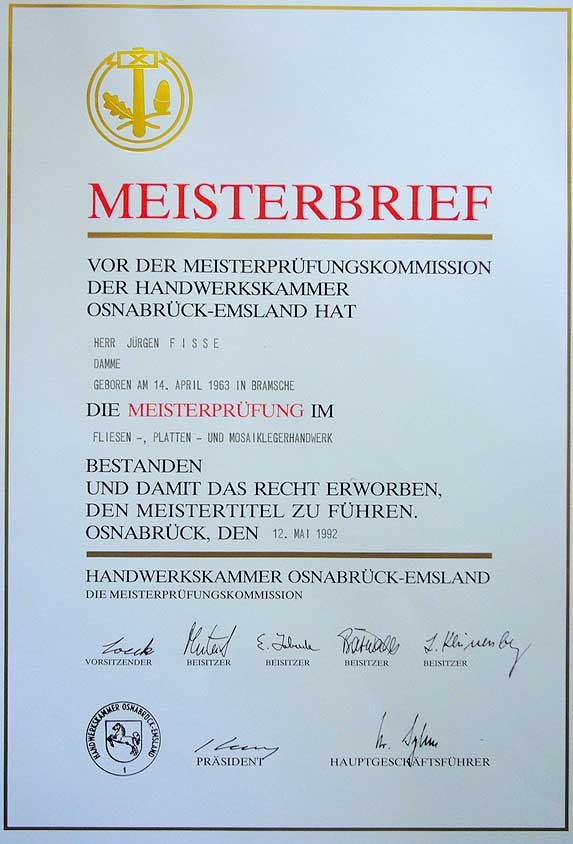 MEISTERBRIEF
VOR DER MEISTERPRÜFUNGSKOMMISSION
DER HANDWERKSKAMMER
OSNABRÜCK-EMSLAND HAT
HERR JÜRGEN F I S S E
DAMME
GEBOREN AM 14. APRIL 1963 IN BRAMSCHE
DIE MEISTERPRÜFUNG IM
FLIESEN -, PLATTEN - UND MOSAIKLEGERHANDWERK
BESTANDEN
UND DAMIT DAS RECHT ERWORBEN,
DEN MEISTERTITEL ZU FÜHREN.
OSNABRÜCK, DEN 12. MAI 1992
HANDWERKSKAMMER OSNABRÜCK-EMSLAND
DIE MEISTERPRÜFUNGSKOMMISSION
VORSITZENDER BEISITZER BEISITZER BEISITZER BEISITZER
HANDWERKSKAMMER OSNABRÜCK-EMSLAND
1
PRÄSIDENT HAUPTGESCHÄFTSFÜHRER